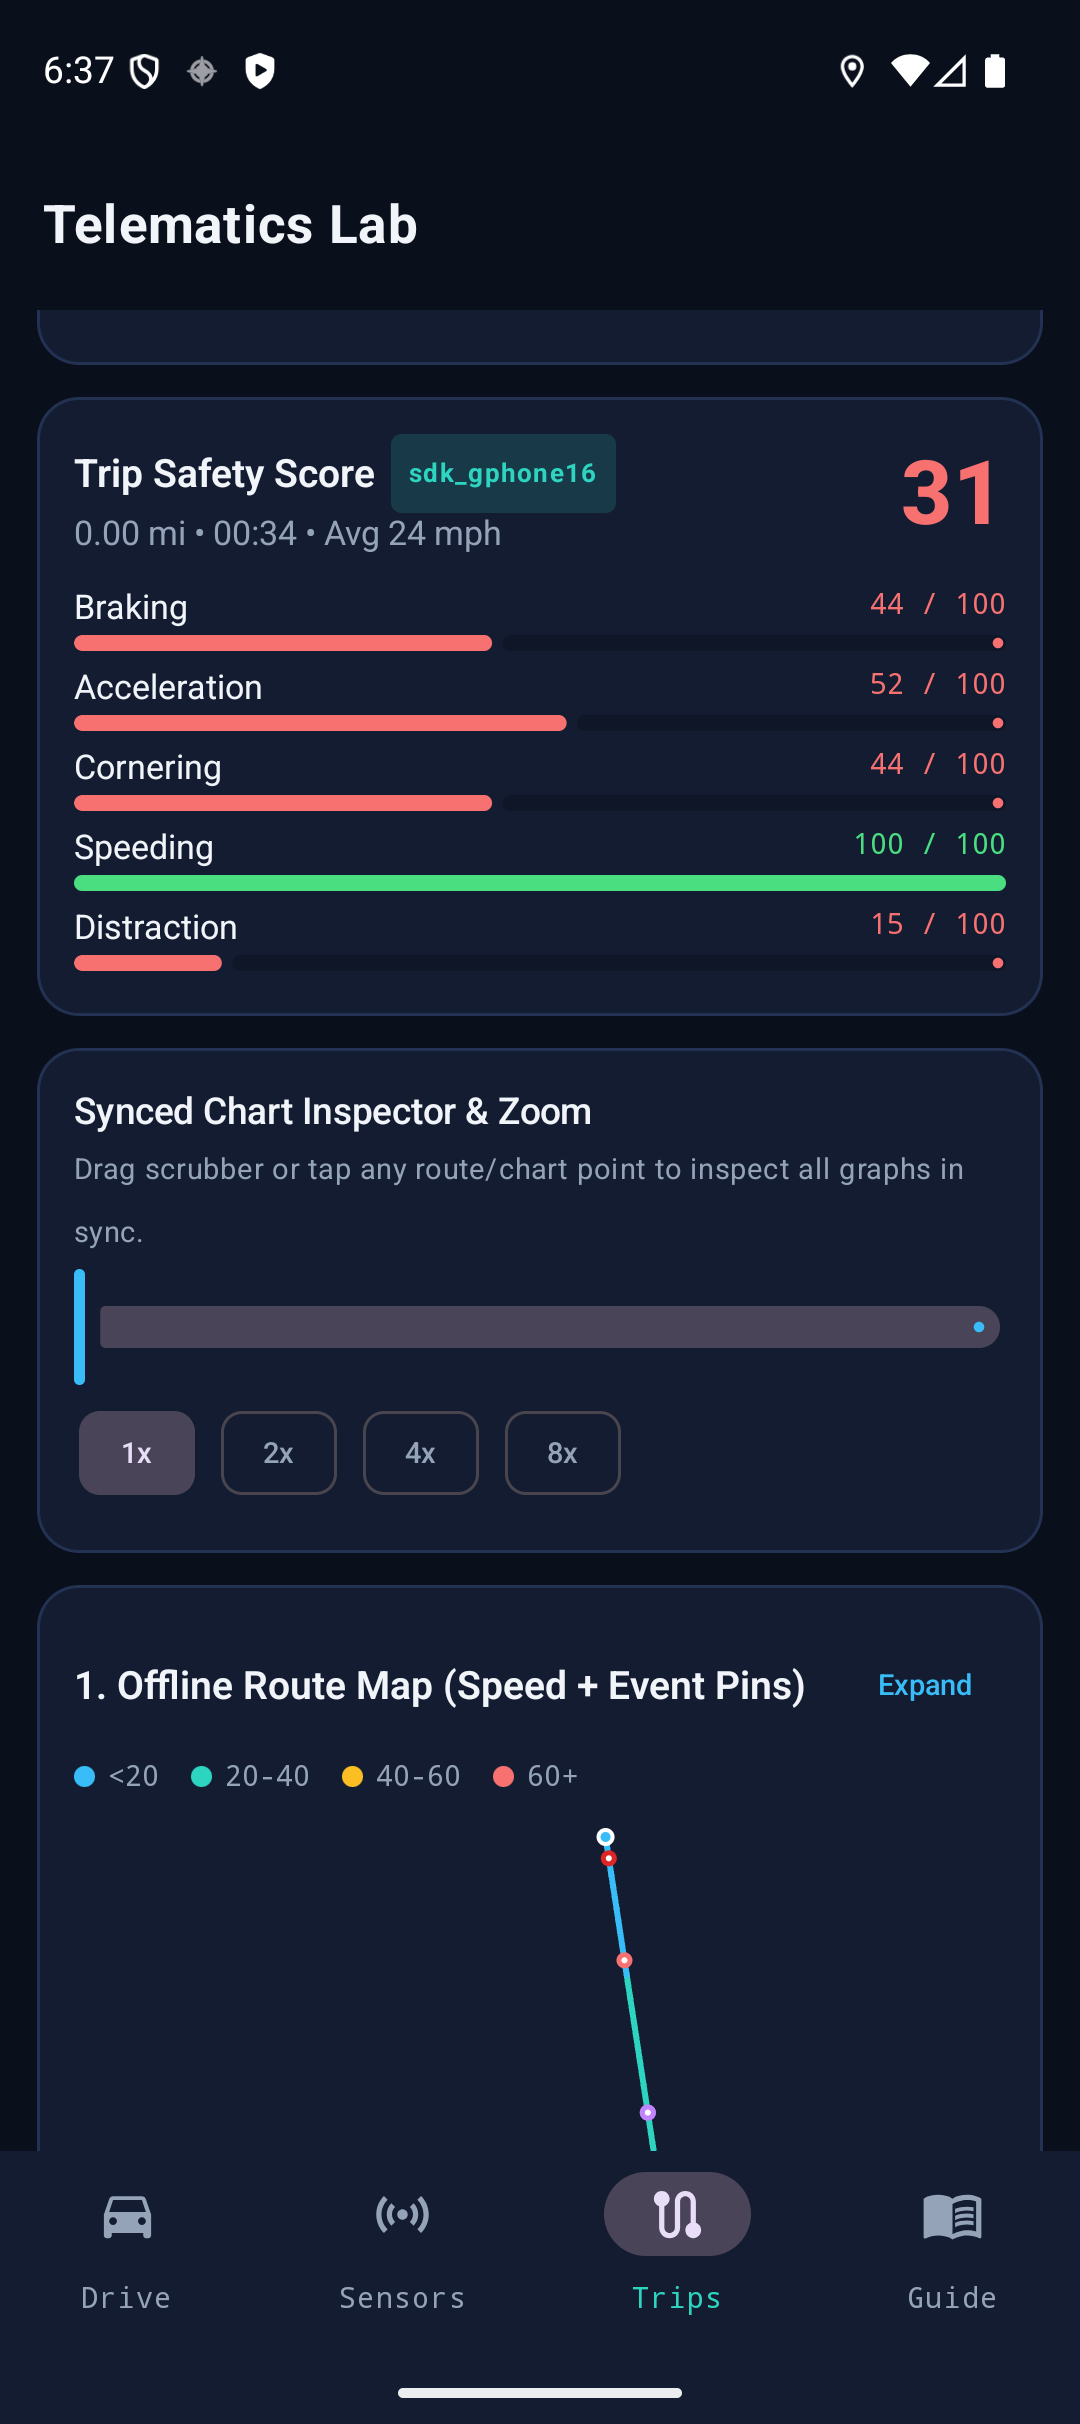 6:37
Telematics Lab
Trip Safety Score sdk_gphone16 31
0.00 mi • 00:34 • Avg 24 mph
Braking 44 / 100
Acceleration 52 / 100
Cornering 44 / 100
Speeding 100 / 100
Distraction 15 / 100
Synced Chart Inspector & Zoom
Drag scrubber or tap any route/chart point to inspect all graphs in
sync.
1x 2x 4x 8x
1. Offline Route Map (Speed + Event Pins) Expand
<20 20-40 40-60 60+
Drive Sensors Trips Guide